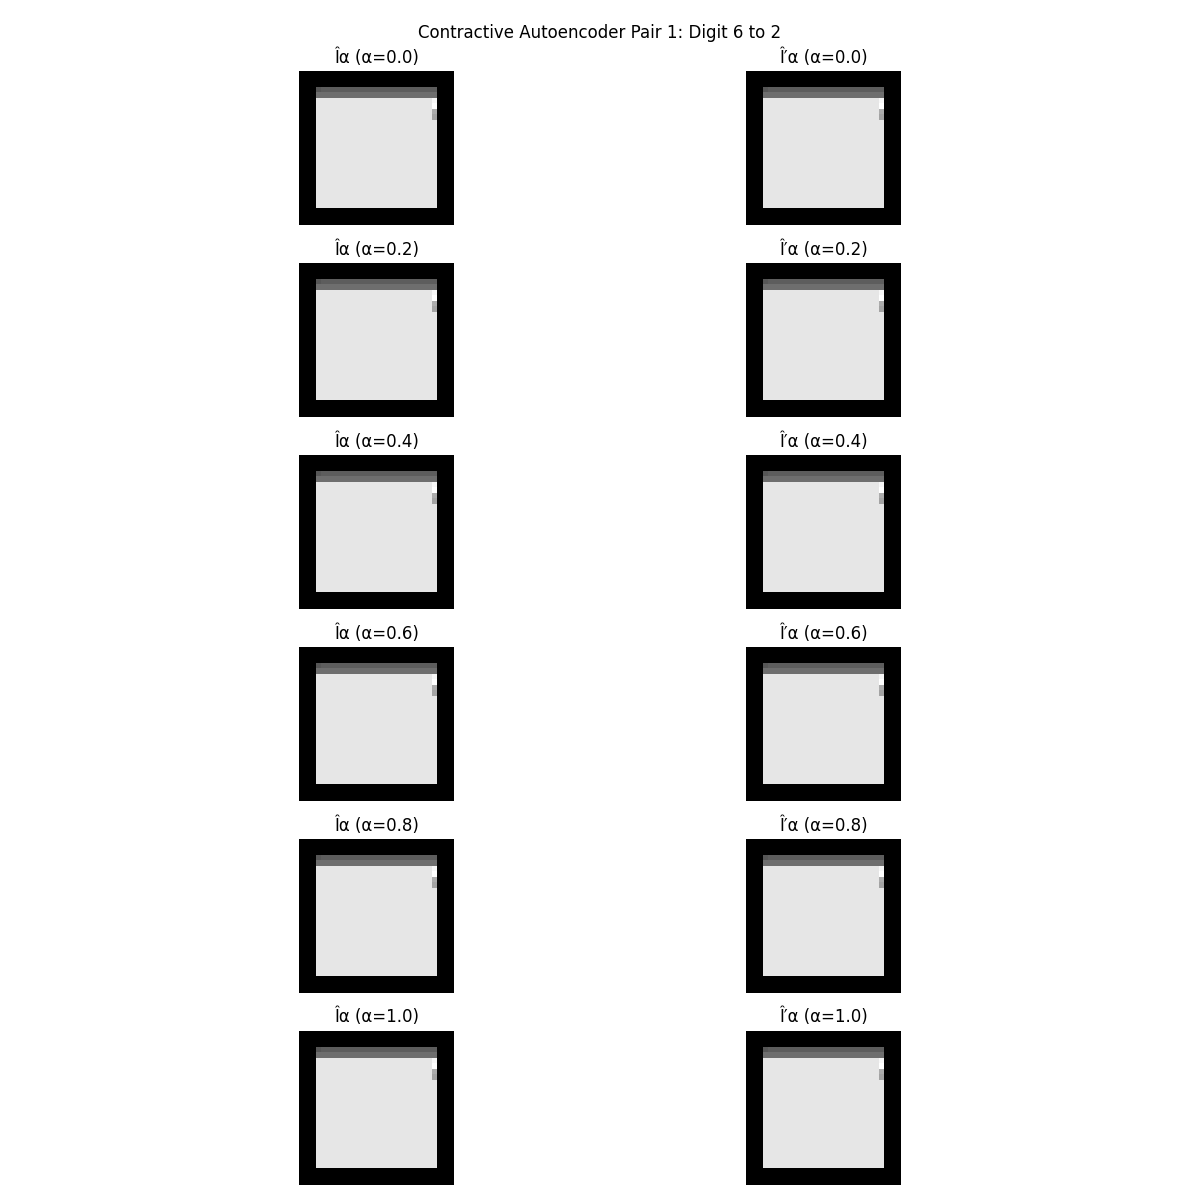 Contractive Autoencoder Pair 1: Digit 6 to 2
Îα (α=0.0)
Î′α (α=0.0)
Îα (α=0.2)
Î′α (α=0.2)
Îα (α=0.4)
Î′α (α=0.4)
Îα (α=0.6)
Î′α (α=0.6)
Îα (α=0.8)
Î′α (α=0.8)
Îα (α=1.0)
Î′α (α=1.0)